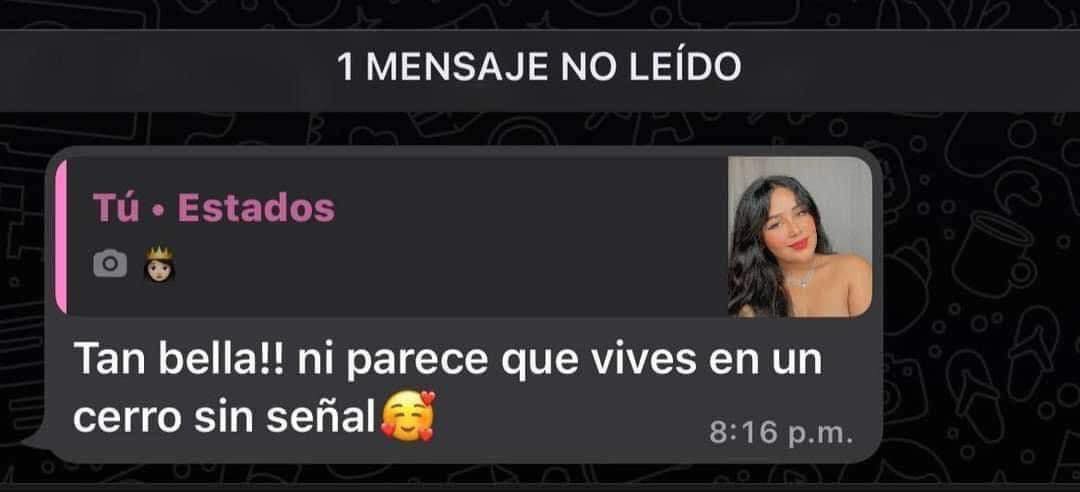 1 MENSAJE NO LEÍDO
Tú • Estados
👸🏻
Tan bella!! ni parece que vives en un
cerro sin señal🥰
8:16 p.m.